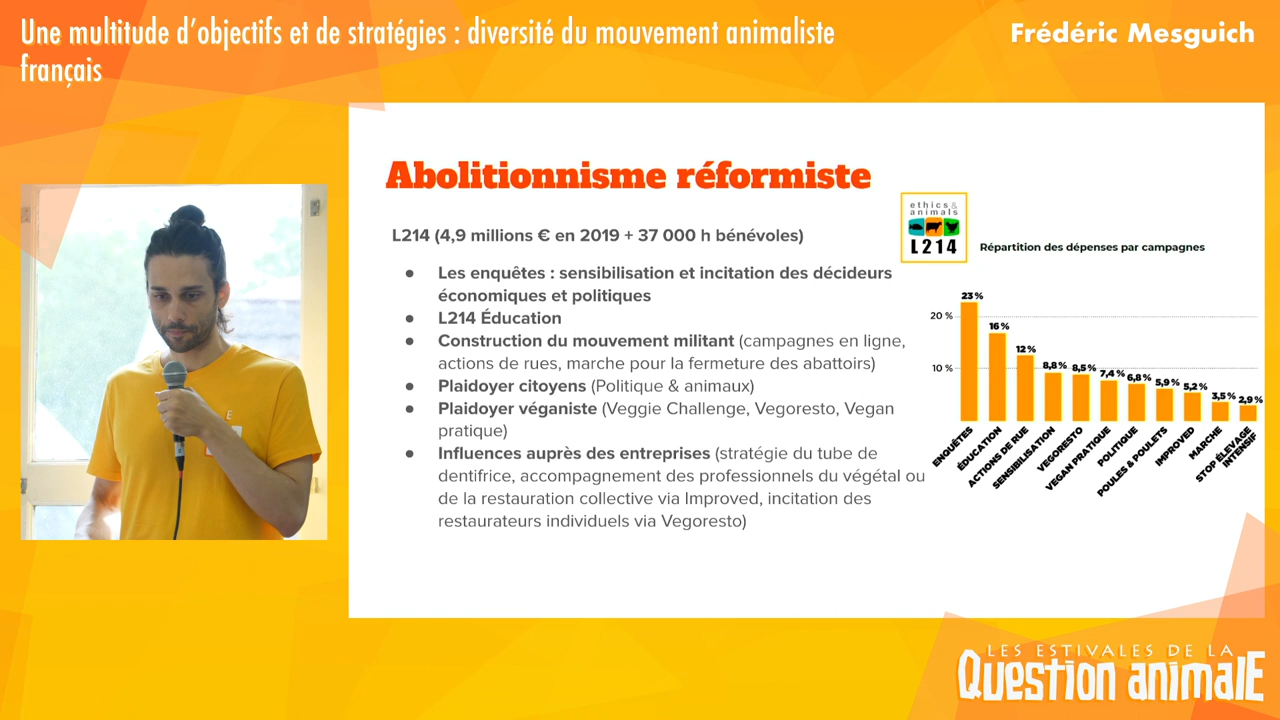 Une multitude d'objectifs et de stratégies : diversité du mouvement animaliste
français
Frédéric Mesguich
Abolitionnisme réformiste
L214 (4,9 millions € en 2019 + 37 000 h bénévoles)
● Les enquêtes : sensibilisation et incitation des décideurs
économiques et politiques
● L214 Éducation
● Construction du mouvement militant (campagnes en ligne,
actions de rues, marche pour la fermeture des abattoirs)
● Plaidoyer citoyens (Politique & animaux)
● Plaidoyer véganiste (Veggie Challenge, Vegoresto, Vegan
pratique)
● Influences auprès des entreprises (stratégie du tube de
dentifrice, accompagnement des professionnels du végétal ou
de la restauration collective via Improved, incitation des
restaurateurs individuels via Vegoresto)
ethics &
animals
L214
Répartition des dépenses par campagnes
20 %
10 %
23 %
16 %
12 %
8,8 %
8,5 %
7,4 %
6,8 %
5,9 %
5,2 %
3,5 %
2,9 %
ENQUÊTES
ÉDUCATION
ACTIONS DE RUE
SENSIBILISATION
VEGORESTO
VEGAN PRATIQUE
POLITIQUE
POULES & POULETS
IMPROVED
MARCHE
STOP ÉLEVAGE
INTENSIF
E
LES ESTIVALES DE LA
QUESTION ANIMALE